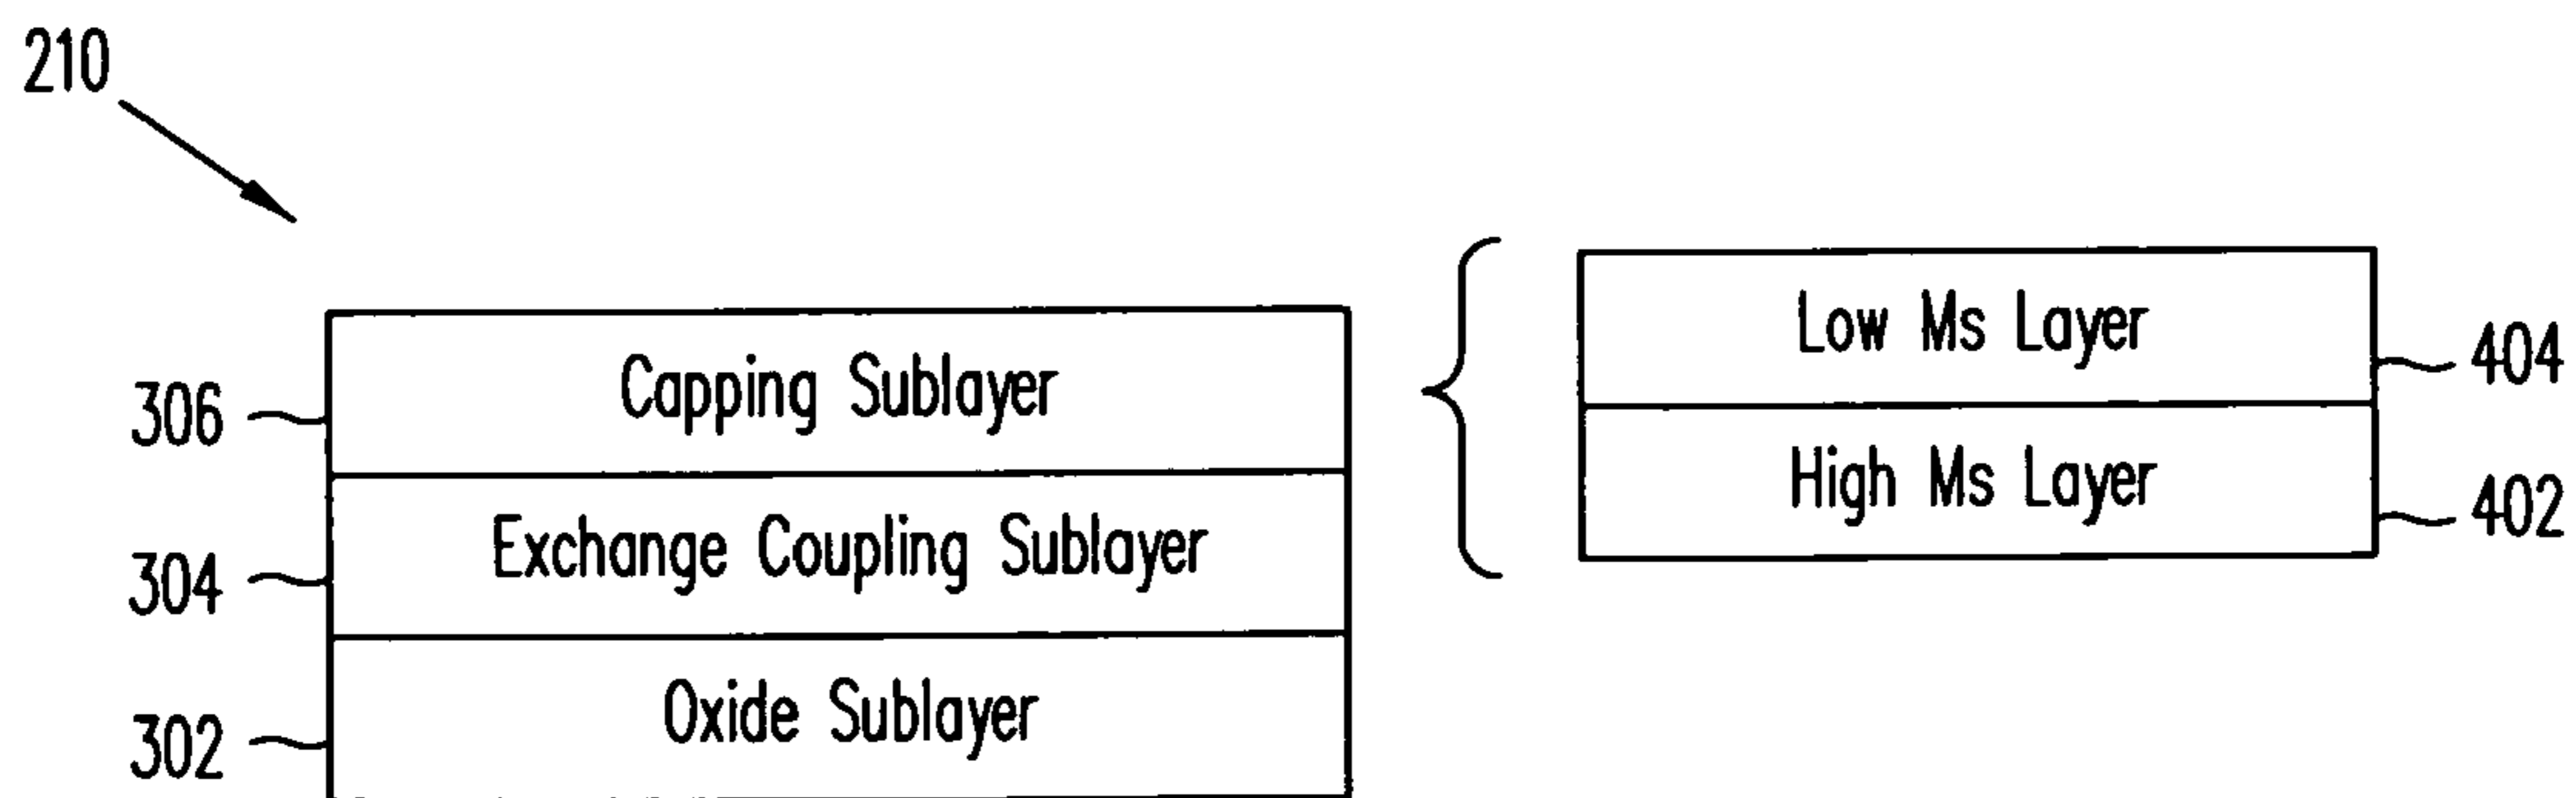 210
306
Capping Sublayer
304
Exchange Coupling Sublayer
302
Oxide Sublayer
Low Ms Layer
404
High Ms Layer
402